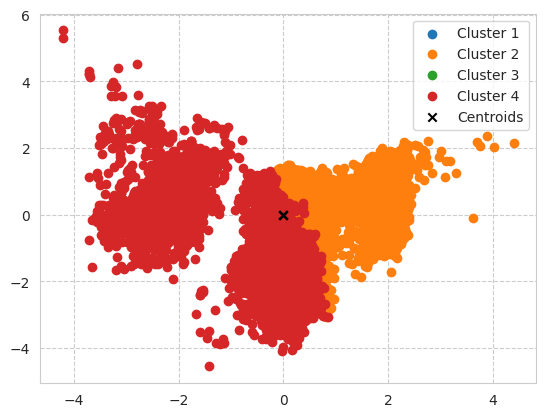 6
4
2
0
−2
−4
−4
−2
0
2
4
Cluster 1
Cluster 2
Cluster 3
Cluster 4
Centroids